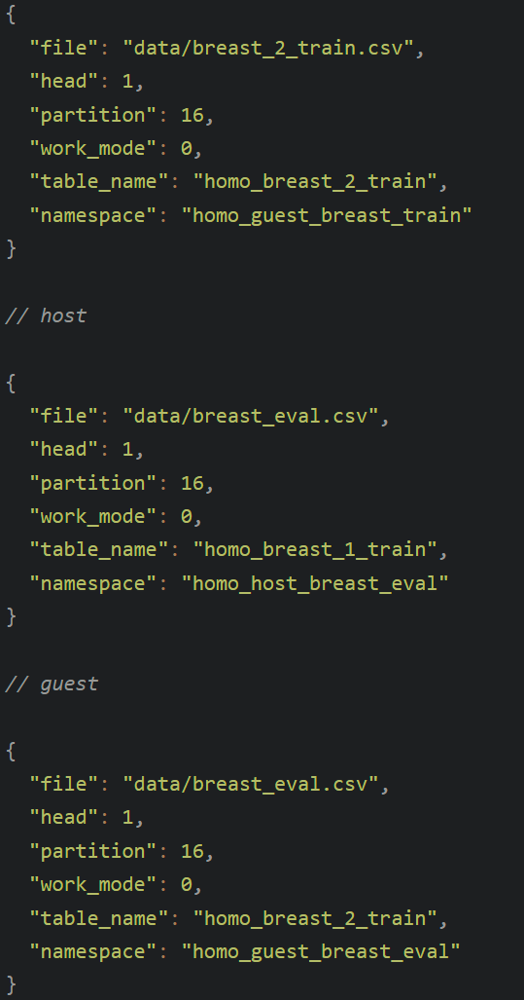 {
  "file": "data/breast_2_train.csv",
  "head": 1,
  "partition": 16,
  "work_mode": 0,
  "table_name": "homo_breast_2_train",
  "namespace": "homo_guest_breast_train"
}
// host
{
  "file": "data/breast_eval.csv",
  "head": 1,
  "partition": 16,
  "work_mode": 0,
  "table_name": "homo_breast_1_train",
  "namespace": "homo_host_breast_eval"
}
// guest
{
  "file": "data/breast_eval.csv",
  "head": 1,
  "partition": 16,
  "work_mode": 0,
  "table_name": "homo_breast_2_train",
  "namespace": "homo_guest_breast_eval"
}